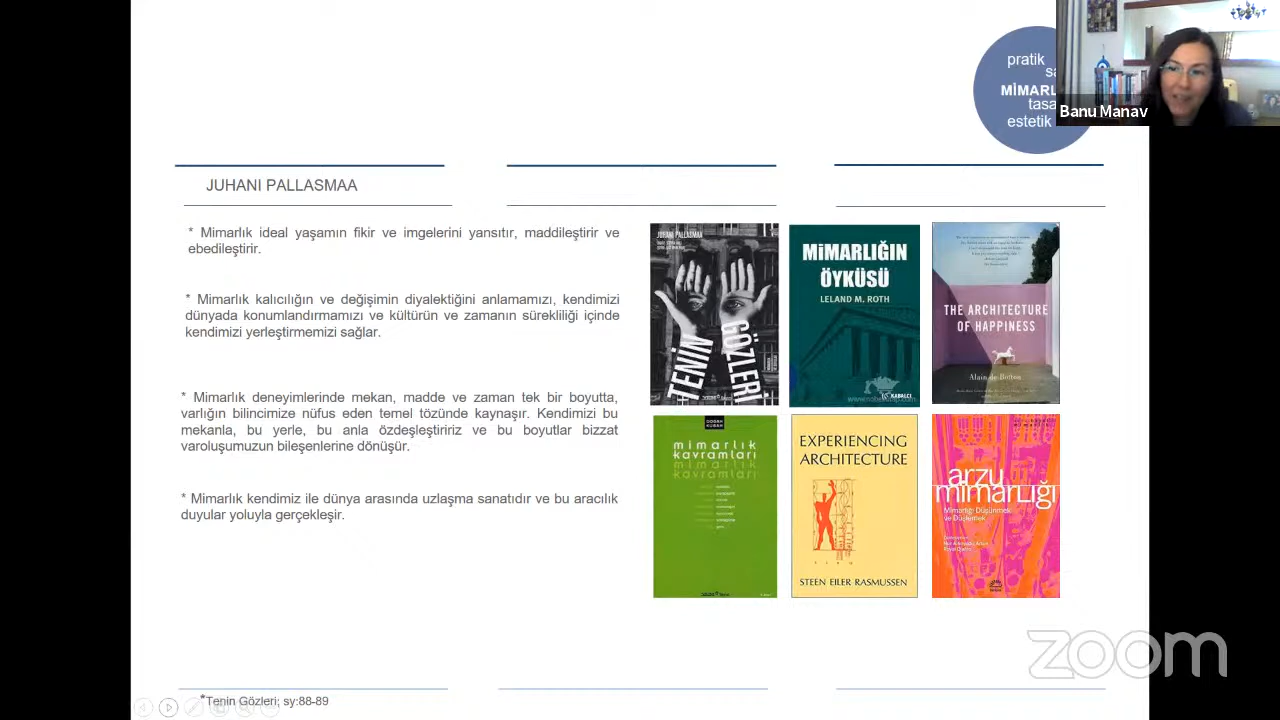 pratik
MİMARL
tasa
estetik
Banu Manav
JUHANI PALLASMAA
* Mimarlık ideal yaşamın fikir ve imgelerini yansıtır, maddileştirir ve
ebedileştirir.
* Mimarlık kalıcılığın ve değişimin diyalektiğini anlamamızı, kendimizi
dünyada konumlandırmamızı ve kültürün ve zamanın sürekliliği içinde
kendimizi yerleştirmemizi sağlar.
* Mimarlık deneyimlerinde mekan, madde ve zaman tek bir boyutta,
varlığın bilincimize nüfus eden temel tözünde kaynaşır. Kendimizi bu
mekanla, bu yerle, bu anla özdeşleştiririz ve bu boyutlar bizzat
varoluşumuzun bileşenlerine dönüşür.
* Mimarlık kendimiz ile dünya arasında uzlaşma sanatıdır ve bu aracılık
duyular yoluyla gerçekleşir.
JUHANI PALLASMAA
TENİN
GÖZLERİ
MİMARLIĞIN
ÖYKÜSÜ
LELAND M. ROTH
KABALCI
THE ARCHITECTURE
OF HAPPINESS
Alain de Botton
DOĞAN
KUBAN
mimarlık
kavramları
mimarlık
kavramları
EXPERIENCING
ARCHITECTURE
STEEN EILER RASMUSSEN
arzu
mimarlığı
Mimarlığı Düşünmek
ve Düşlemek
zoom
*Tenin Gözleri; sy:88-89